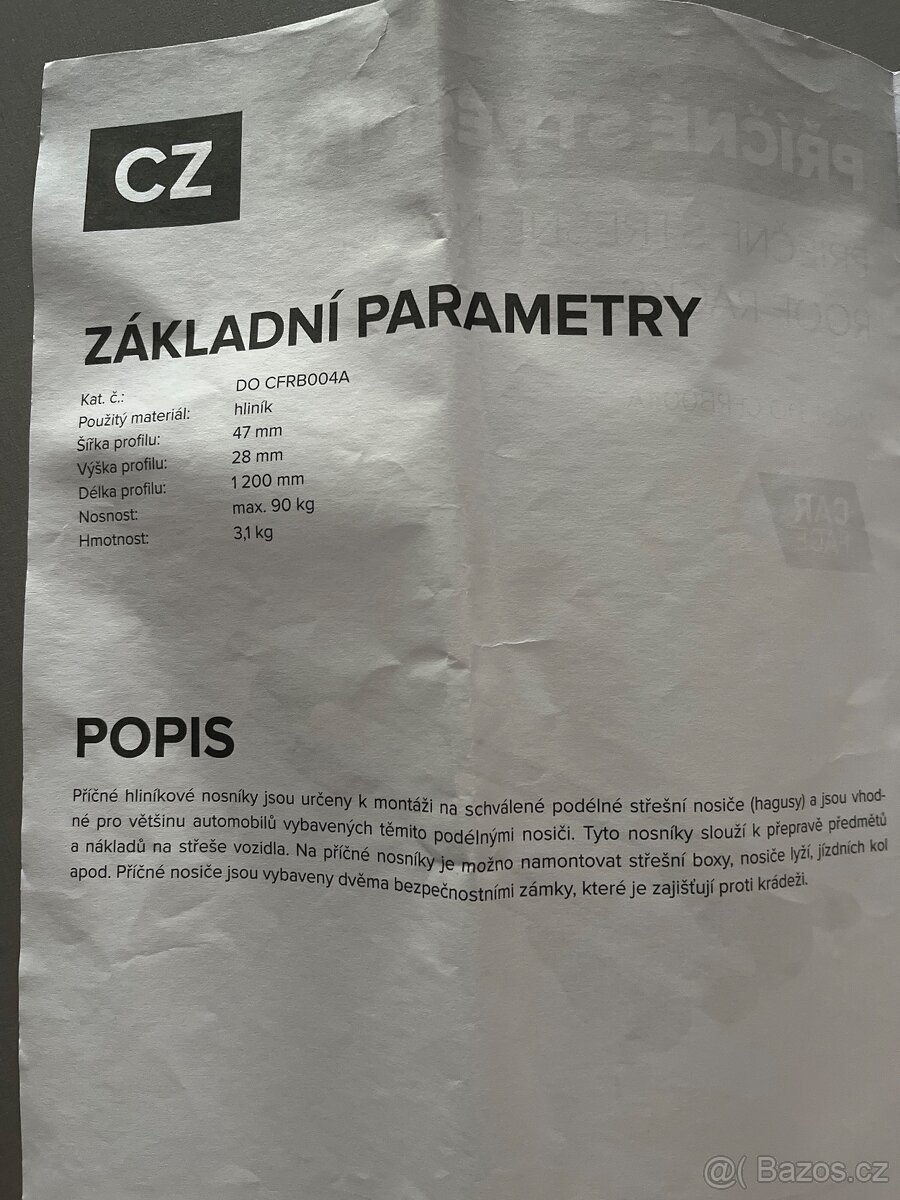 CZ
ZÁKLADNÍ PARAMETRY
Kat. č.: DO CFRB004A
Použitý materiál: hliník
Šířka profilu: 47 mm
Výška profilu: 28 mm
Délka profilu: 1 200 mm
Nosnost: max. 90 kg
Hmotnost: 3,1 kg
POPIS
Příčné hliníkové nosníky jsou určeny k montáži na schválené podélné střešní nosiče (hagusy) a jsou vhod-
né pro většinu automobilů vybavených těmito podélnými nosiči. Tyto nosníky slouží k přepravě předmětů
a nákladů na střeše vozidla. Na příčné nosníky je možno namontovat střešní boxy, nosiče lyží, jízdních kol
apod. Příčné nosiče jsou vybaveny dvěma bezpečnostními zámky, které je zajišťují proti krádeži.
@( Bazos.cz